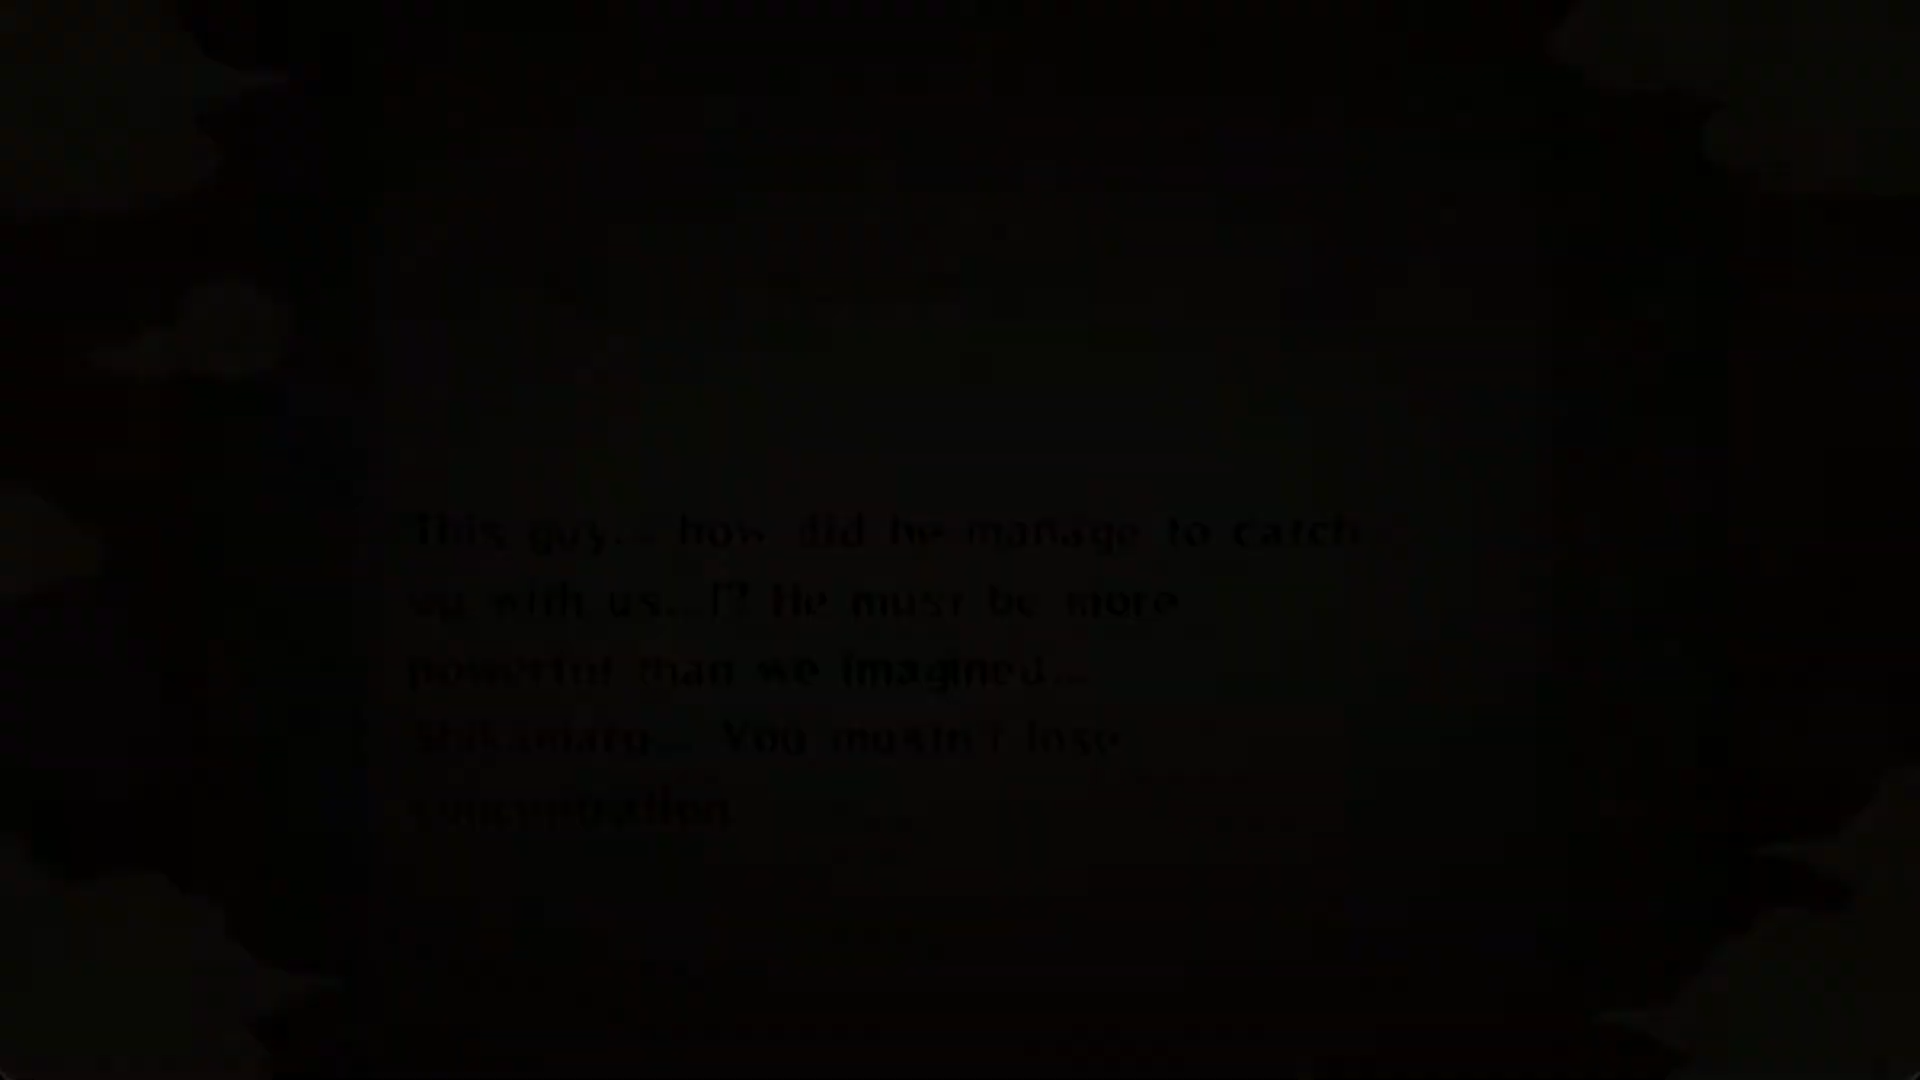 This guy... how did he manage to catch
up with us...!? He must be more
powerful than we imagined...
Shikamaru... You mustn't lose
concentration.